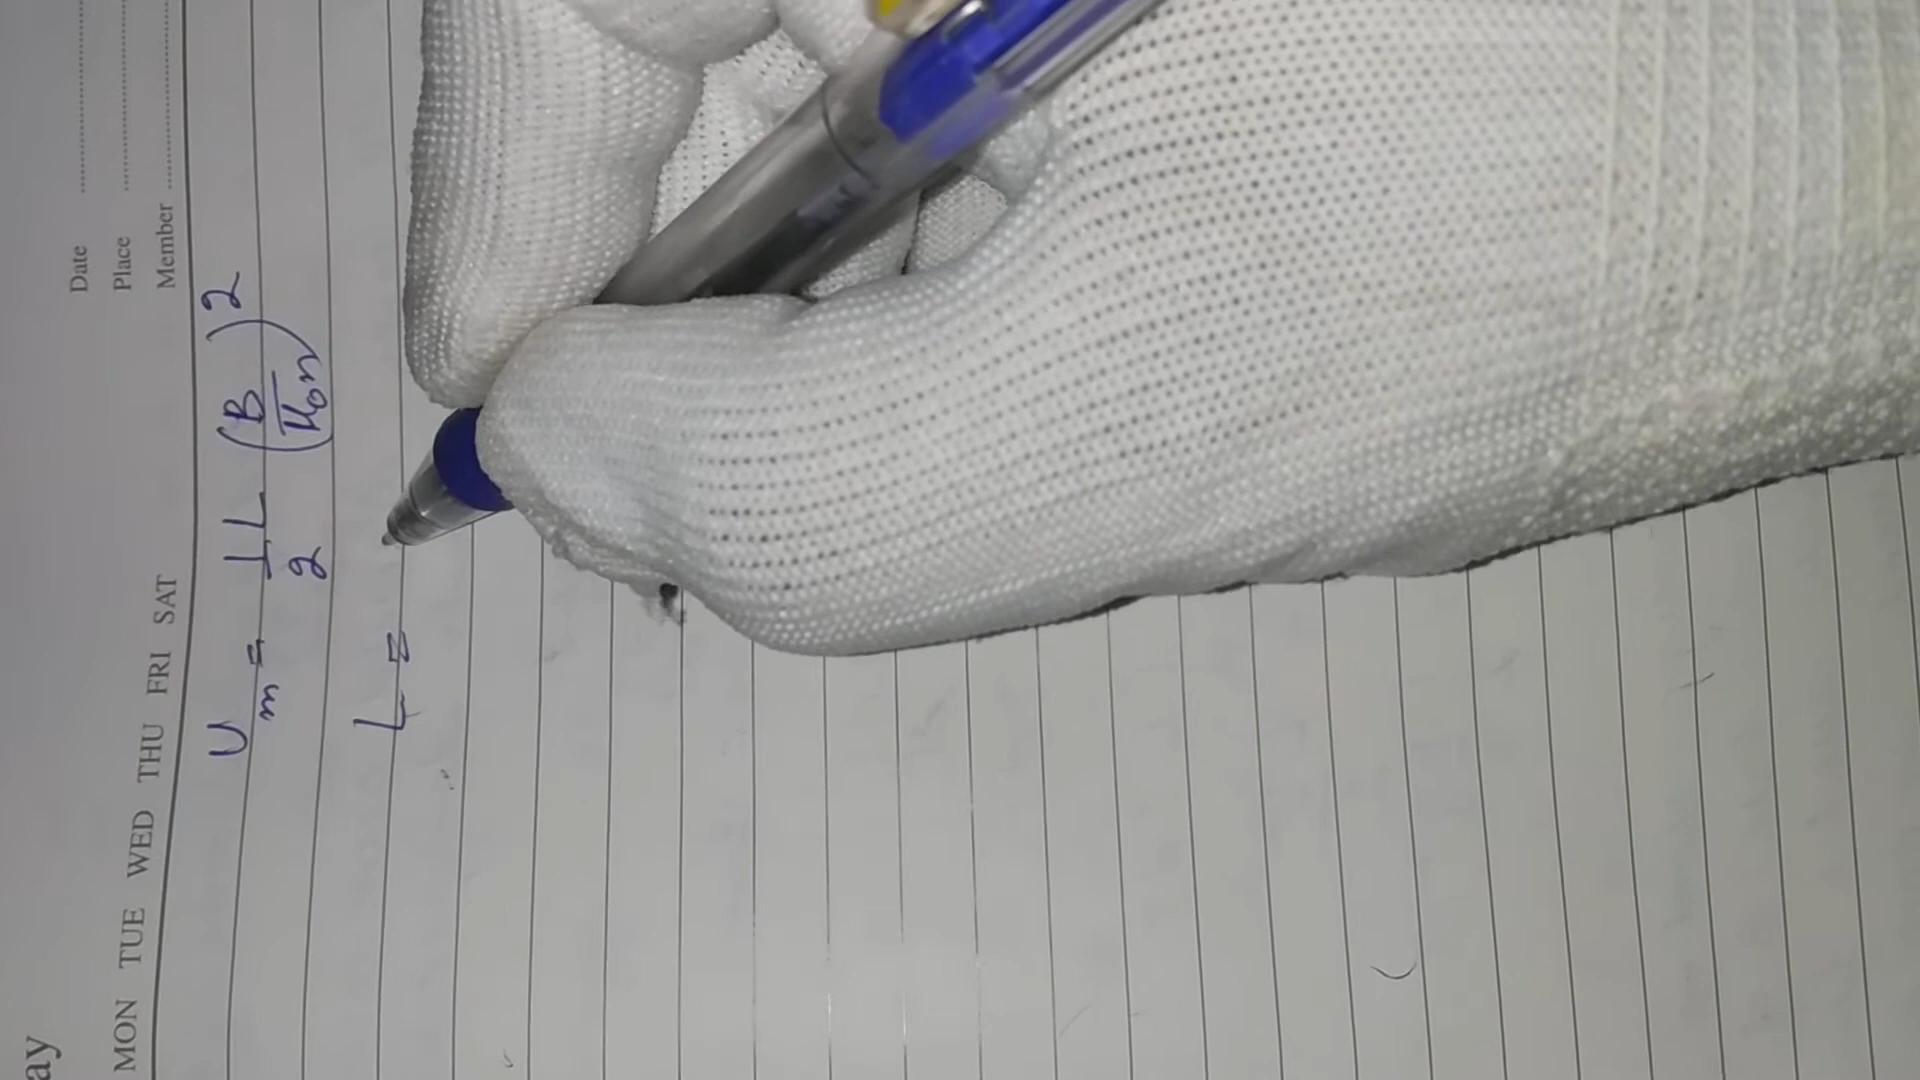 Date ........................
Place ........................
Member ........................
ay
MON TUE WED THU FRI SAT
U_m = 1/2 L (B/μ₀n)^2
L =